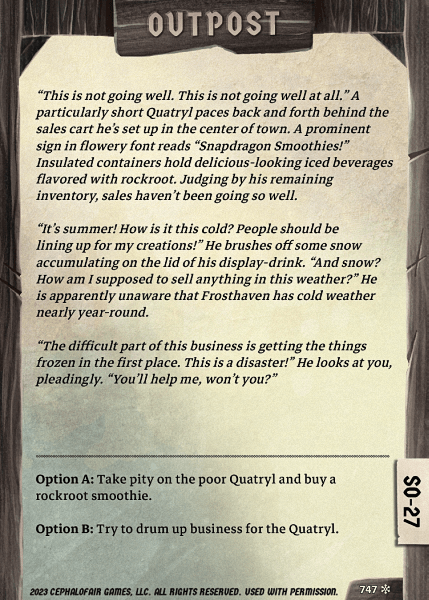 OUTPOST
“This is not going well. This is not going well at all.” A
particularly short Quatryl paces back and forth behind the
sales cart he’s set up in the center of town. A prominent
sign in flowery font reads “Snapdragon Smoothies!”
Insulated containers hold delicious-looking iced beverages
flavored with rockroot. Judging by his remaining
inventory, sales haven’t been going so well.
“It’s summer! How is it this cold? People should be
lining up for my creations!” He brushes off some snow
accumulating on the lid of his display-drink. “And snow?
How am I supposed to sell anything in this weather?” He
is apparently unaware that Frosthaven has cold weather
nearly year-round.
“The difficult part of this business is getting the things
frozen in the first place. This is a disaster!” He looks at you,
pleadingly. “You’ll help me, won’t you?”
Option A: Take pity on the poor Quatryl and buy a
rockroot smoothie.
Option B: Try to drum up business for the Quatryl.
SO-27
2023 CEPHALOFAIR GAMES, LLC. ALL RIGHTS RESERVED. USED WITH PERMISSION.
747